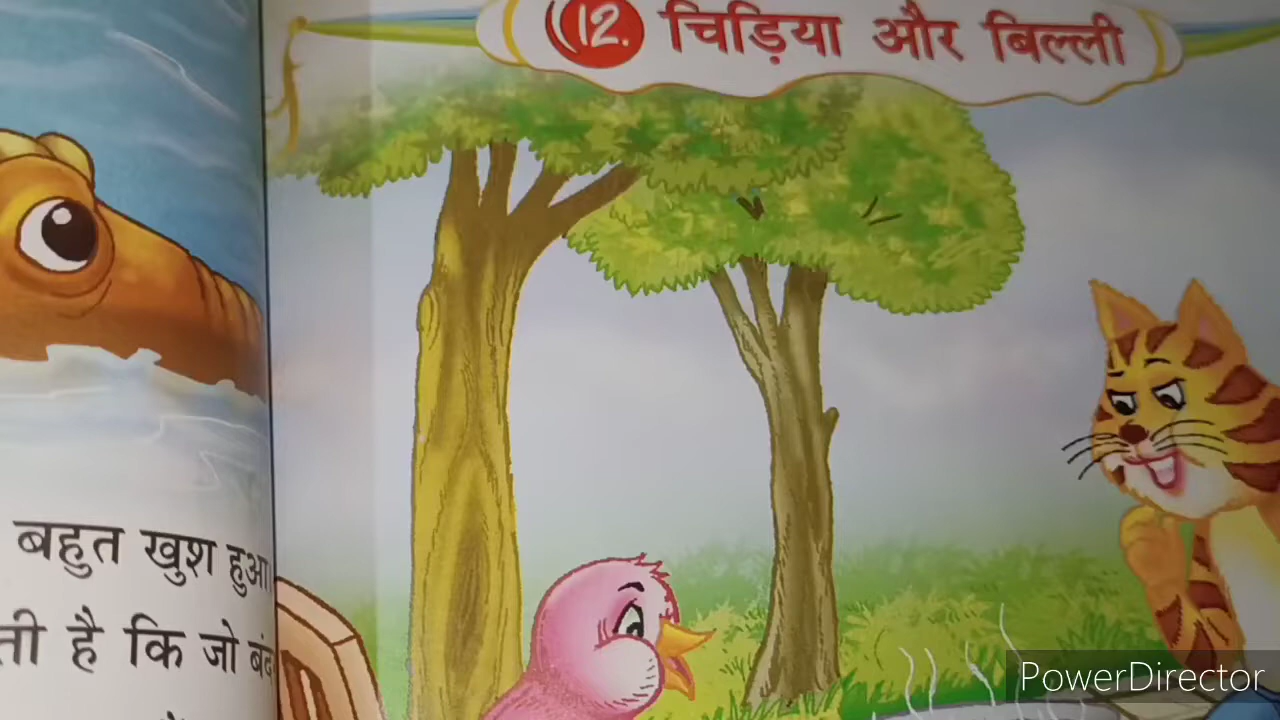 12. चिड़िया और बिल्ली
बहुत खुश हुआ।
ती है कि जो बंद
PowerDirector